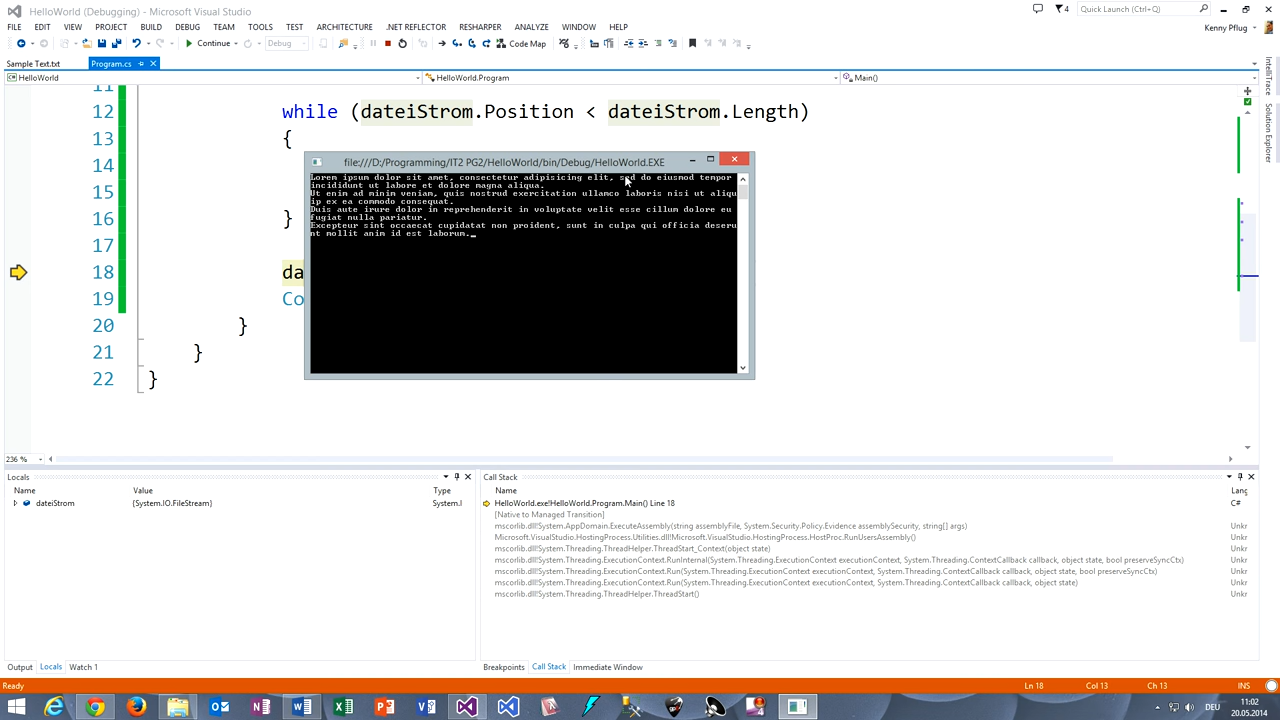 HelloWorld (Debugging) - Microsoft Visual Studio
4
Quick Launch (Ctrl+Q)
FILE EDIT VIEW PROJECT BUILD DEBUG TEAM TOOLS TEST ARCHITECTURE .NET REFLECTOR RESHARPER ANALYZE WINDOW HELP
Kenny Pflug
Continue
Debug
Code Map
Sample Text.txt
Program.cs
HelloWorld
HelloWorld.Program
Main()
IntelliTrace
Solution Explorer
11
12 while (dateiStrom.Position < dateiStrom.Length)
13 {
14
15
16 }
17
18 da
19 Co
20 }
21 }
22 }
file:///D:/Programming/IT2 PG2/HelloWorld/bin/Debug/HelloWorld.EXE
Lorem ipsum dolor sit amet, consectetur adipisicing elit, sed do eiusmod tempor
incididunt ut labore et dolore magna aliqua.
Ut enim ad minim veniam, quis nostrud exercitation ullamco laboris nisi ut aliqu
ip ex ea commodo consequat.
Duis aute irure dolor in reprehenderit in voluptate velit esse cillum dolore eu
fugiat nulla pariatur.
Excepteur sint occaecat cupidatat non proident, sunt in culpa qui officia deseru
nt mollit anim id est laborum.
236 %
Locals
Name Value Type
dateiStrom {System.IO.FileStream} System.I
Call Stack
Name Lang
HelloWorld.exe!HelloWorld.Program.Main() Line 18 C#
[Native to Managed Transition]
mscorlib.dll!System.AppDomain.ExecuteAssembly(string assemblyFile, System.Security.Policy.Evidence assemblySecurity, string[] args) Unkr
Microsoft.VisualStudio.HostingProcess.Utilities.dll!Microsoft.VisualStudio.HostingProcess.HostProc.RunUsersAssembly() Unkr
mscorlib.dll!System.Threading.ThreadHelper.ThreadStart_Context(object state) Unkr
mscorlib.dll!System.Threading.ExecutionContext.RunInternal(System.Threading.ExecutionContext executionContext, System.Threading.ContextCallback callback, object state, bool preserveSyncCtx) Unkr
mscorlib.dll!System.Threading.ExecutionContext.Run(System.Threading.ExecutionContext executionContext, System.Threading.ContextCallback callback, object state, bool preserveSyncCtx) Unkr
mscorlib.dll!System.Threading.ExecutionContext.Run(System.Threading.ExecutionContext executionContext, System.Threading.ContextCallback callback, object state) Unkr
mscorlib.dll!System.Threading.ThreadHelper.ThreadStart() Unkr
Output Locals Watch 1
Breakpoints Call Stack Immediate Window
Ready
Ln 18 Col 13 Ch 13 INS
DEU
11:02
20.05.2014